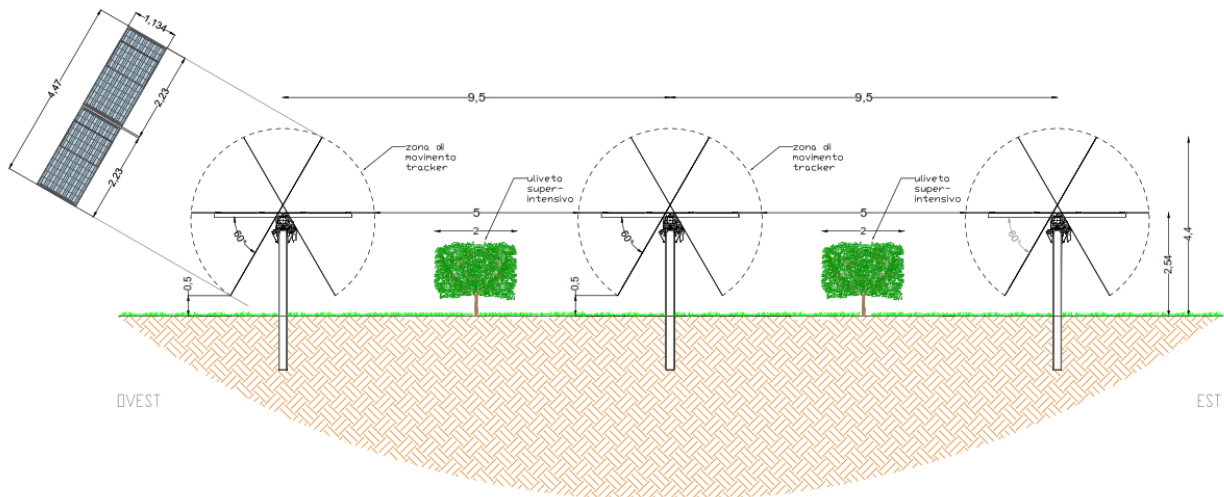 1,134
4,47
2,23
2,23
9,5
9,5
zona di
movimento
tracker
uliveto
super-
intensivo
zona di
movimento
tracker
uliveto
super-
intensivo
5
5
2
2
60°
60°
60°
0,5
0,5
4,4
2,54
OVEST
EST